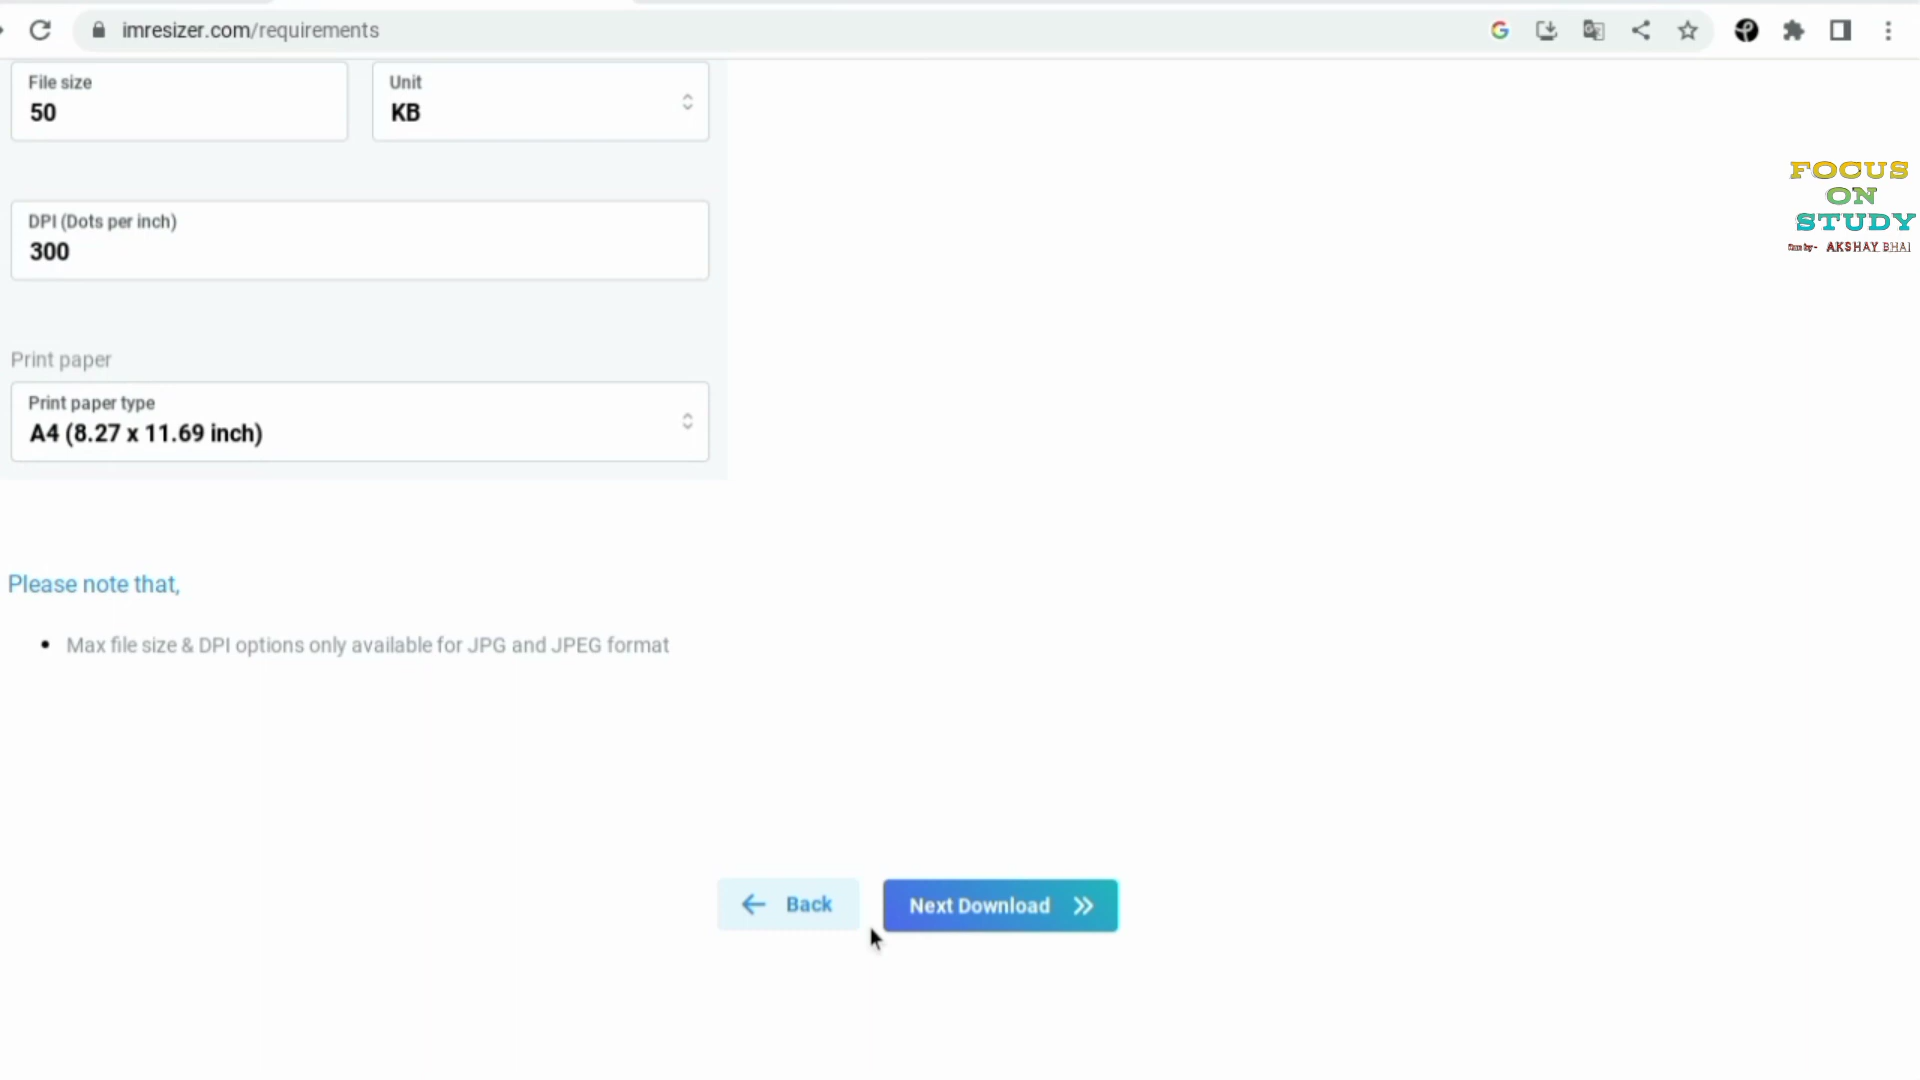 imresizer.com/requirements
File size
50
Unit
KB
DPI (Dots per inch)
300
Print paper
Print paper type
A4 (8.27 x 11.69 inch)
Please note that,
Max file size & DPI options only available for JPG and JPEG format
Back
Next Download
FOCUS
ON
STUDY
AKSHAY BHAI